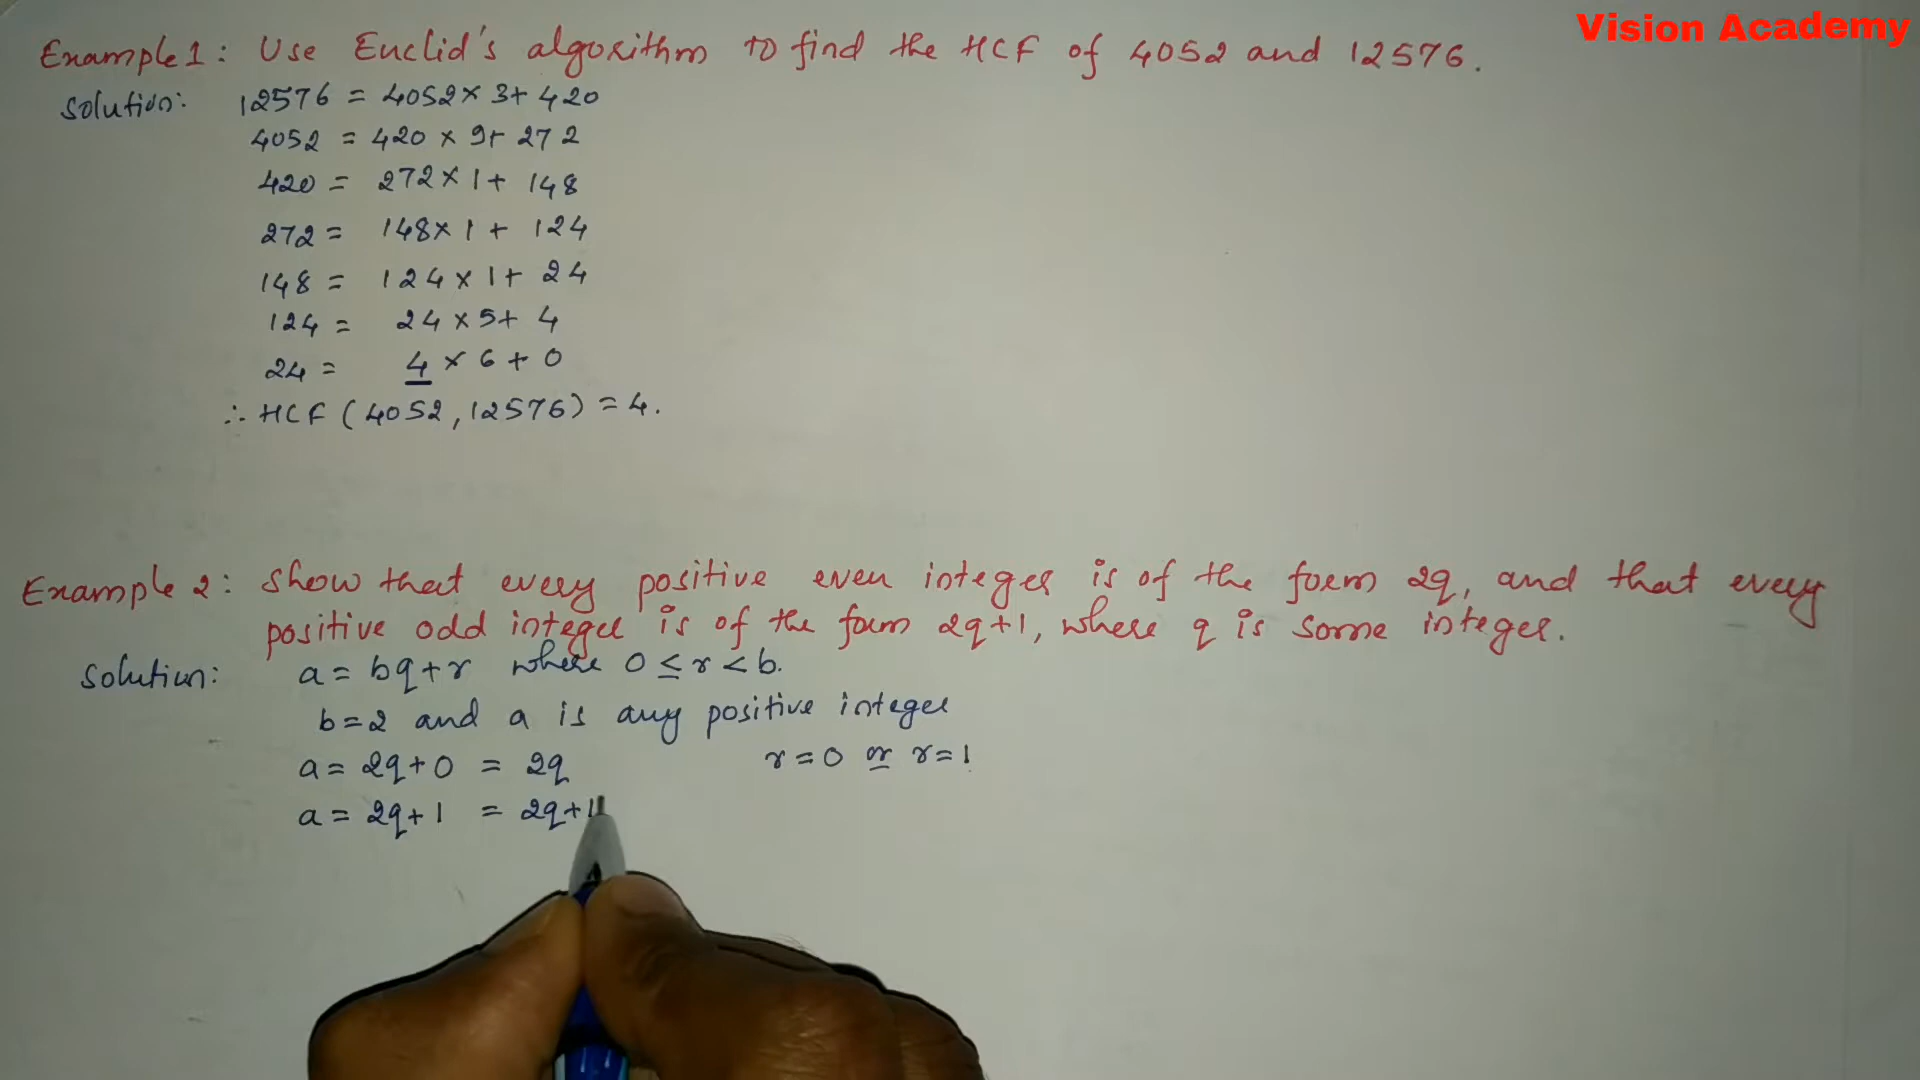 Vision Academy
Example 1: Use Euclid's algorithm to find the HCF of 4052 and 12576.
Solution: 12576 = 4052 × 3 + 420
4052 = 420 × 9 + 272
420 = 272 × 1 + 148
272 = 148 × 1 + 124
148 = 124 × 1 + 24
124 = 24 × 5 + 4
24 = 4 × 6 + 0
∴ HCF (4052, 12576) = 4.
Example 2: Show that every positive even integer is of the form 2q, and that every
positive odd integer is of the form 2q+1, where q is some integer.
Solution: a = bq + r where 0 ≤ r < b.
b = 2 and a is any positive integer
a = 2q + 0 = 2q r = 0 or r = 1
a = 2q + 1 = 2q + 1